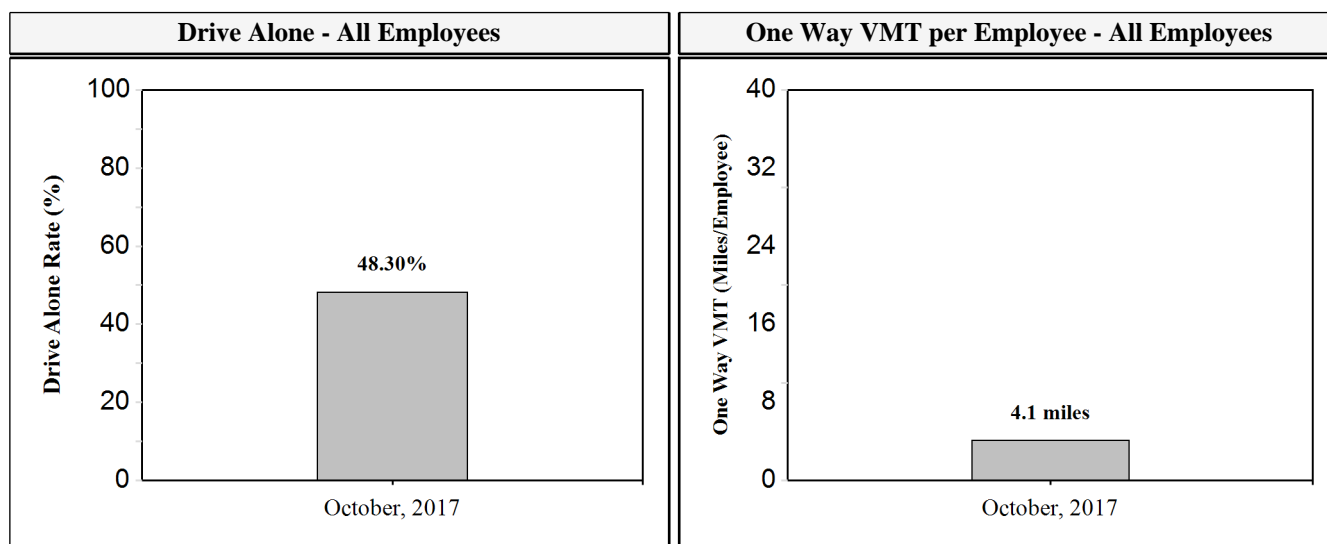 Drive Alone - All Employees
Drive Alone Rate (%)
100
80
60
40
20
0
48.30%
October, 2017
One Way VMT per Employee - All Employees
One Way VMT (Miles/Employee)
40
32
24
16
8
0
4.1 miles
October, 2017